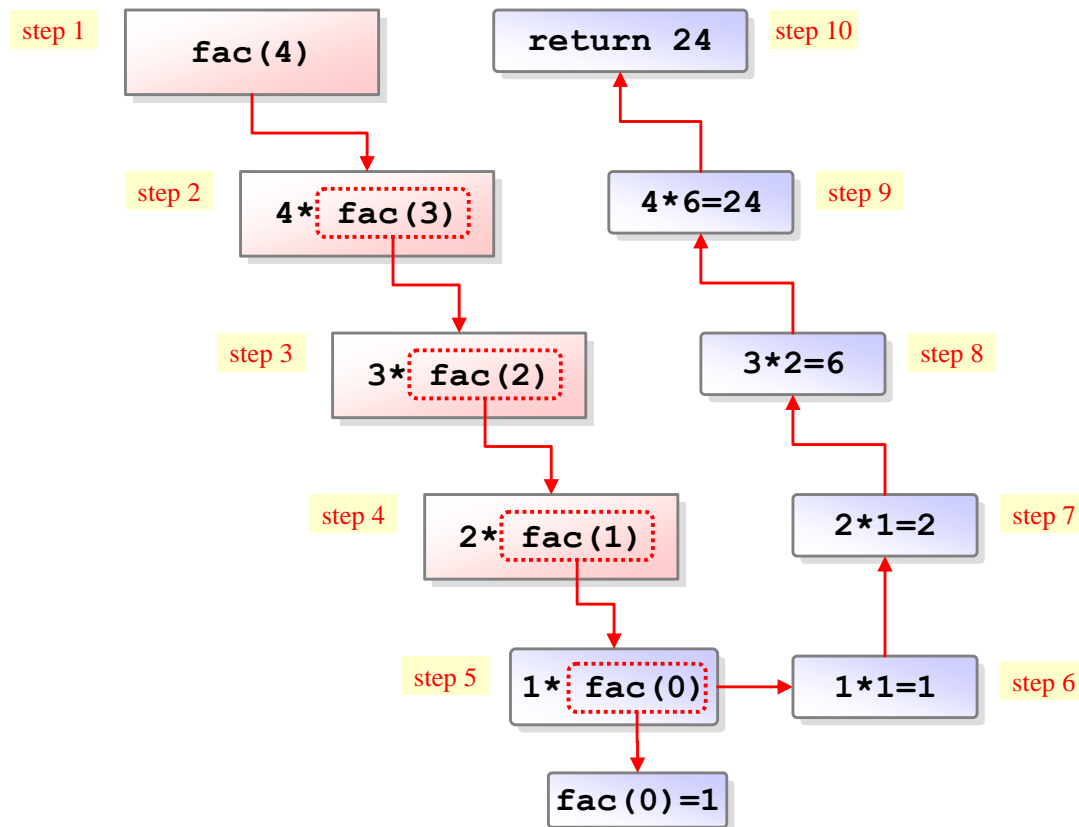 step 1
fac(4)
return 24
step 10
step 2
4* fac(3)
4*6=24
step 9
step 3
3* fac(2)
3*2=6
step 8
step 4
2* fac(1)
2*1=2
step 7
step 5
1* fac(0)
1*1=1
step 6
fac(0)=1